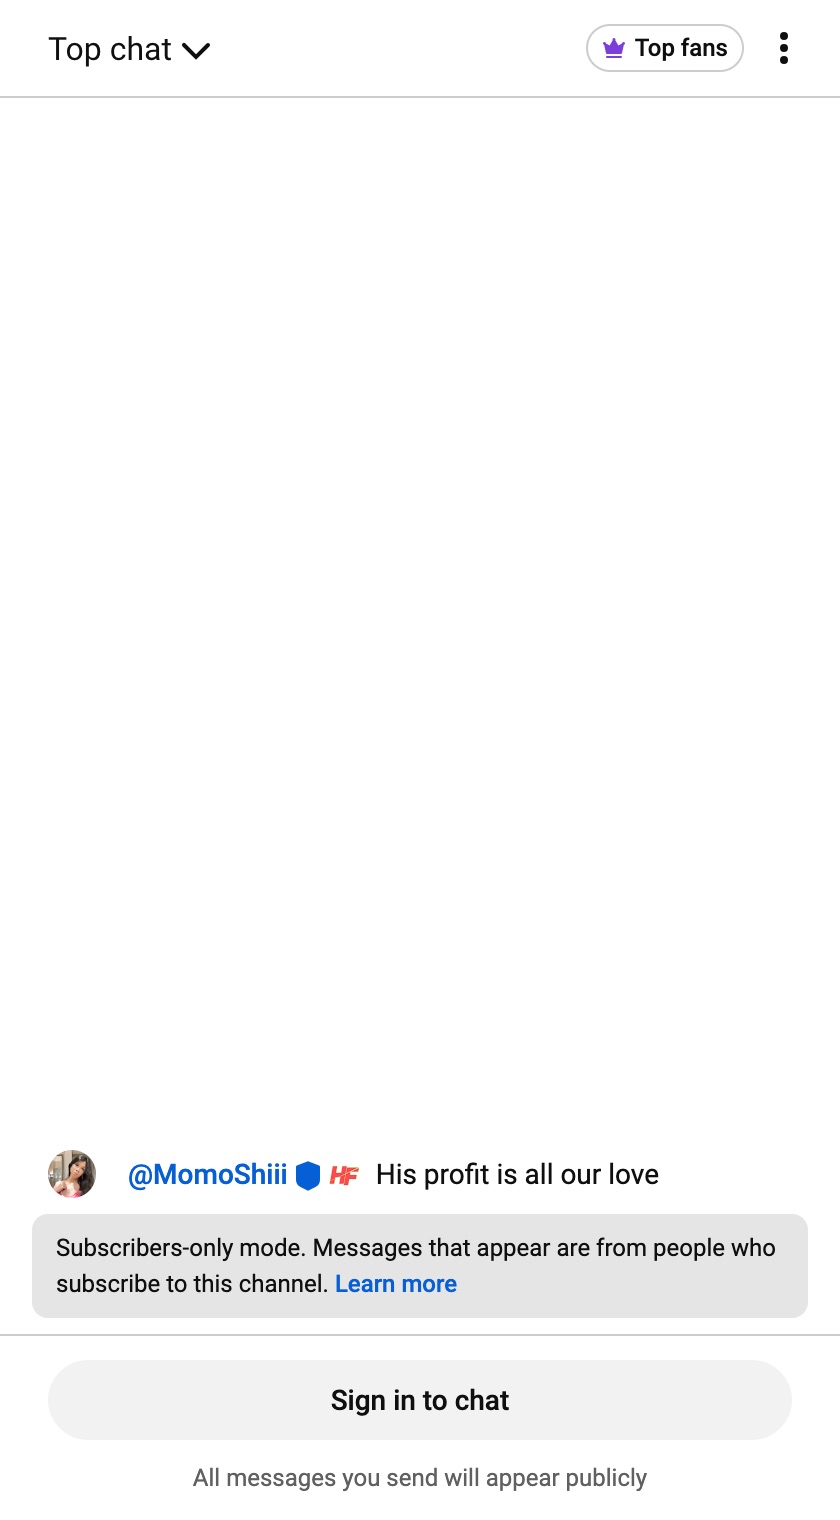 Top chat
Top fans
@MomoShiii HF His profit is all our love
Subscribers-only mode. Messages that appear are from people who
subscribe to this channel. Learn more
Sign in to chat
All messages you send will appear publicly